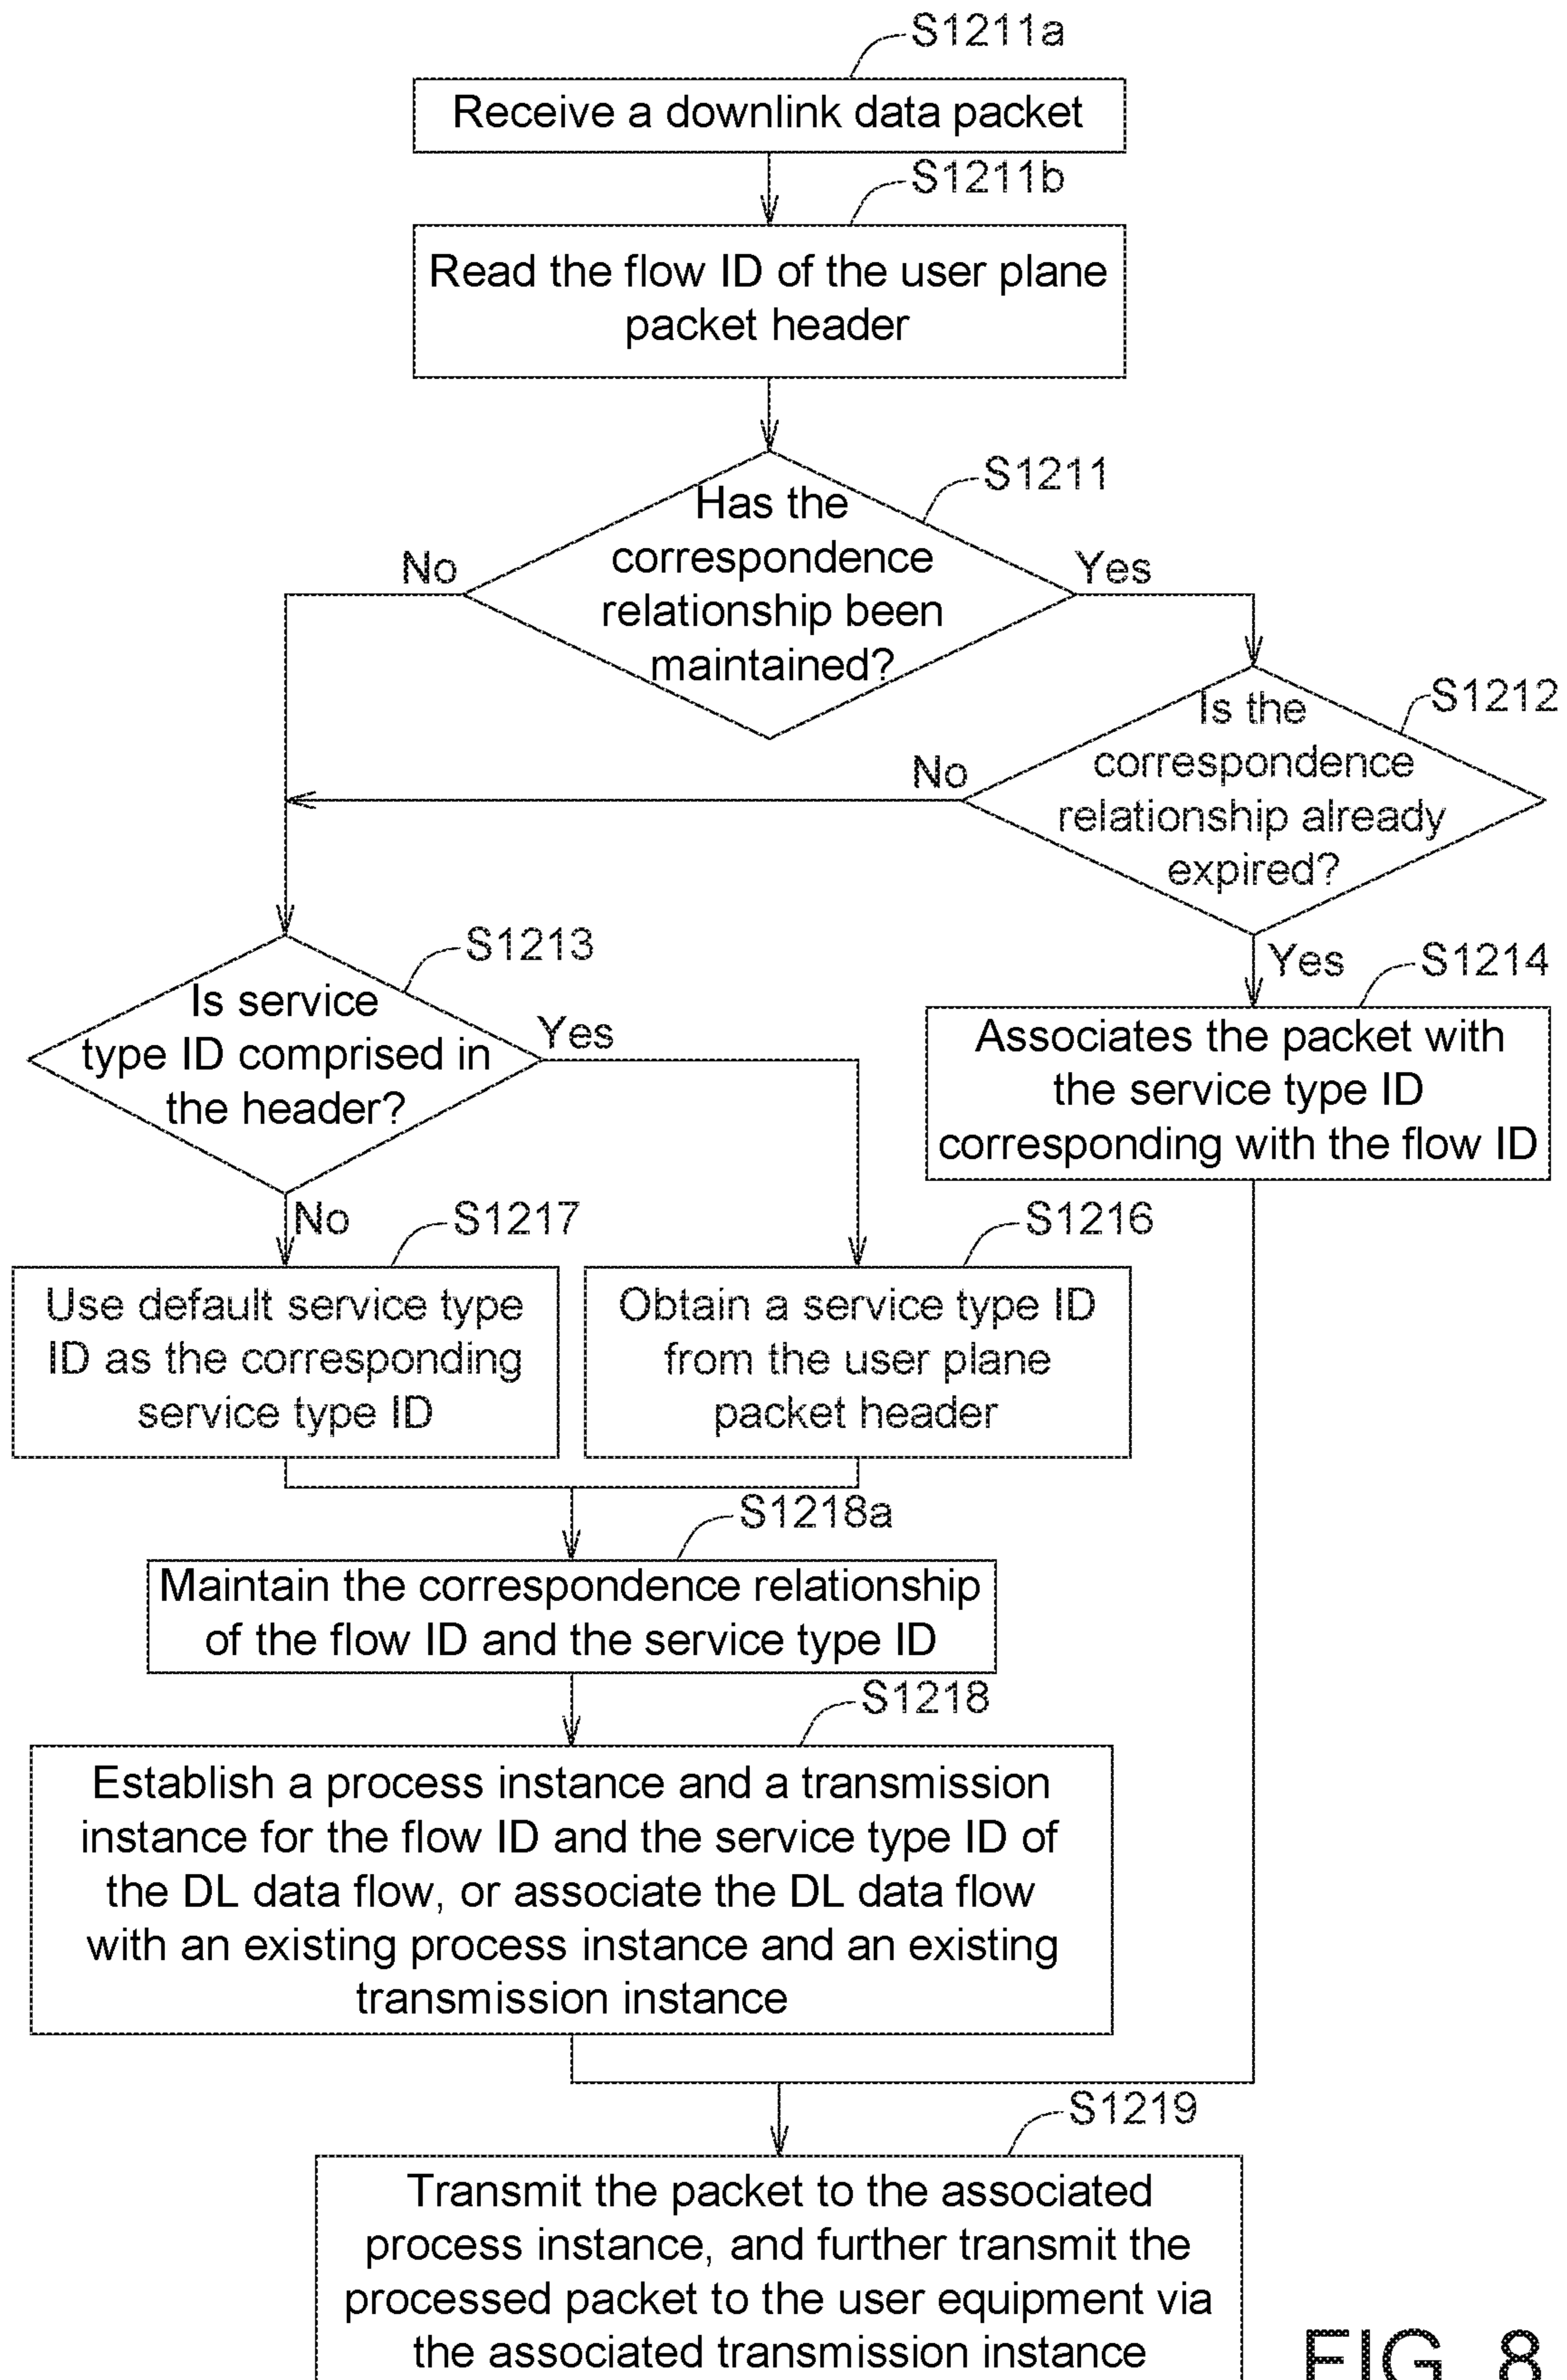 S1211a
Receive a downlink data packet
S1211b
Read the flow ID of the user plane
packet header
S1211
Has the
correspondence
relationship been
maintained?
No
Yes
S1212
Is the
correspondence
relationship already
expired?
No
Yes
S1213
Is service
type ID comprised in
the header?
Yes
No
S1214
Associates the packet with
the service type ID
corresponding with the flow ID
S1217
Use default service type
ID as the corresponding
service type ID
S1216
Obtain a service type ID
from the user plane
packet header
S1218a
Maintain the correspondence relationship
of the flow ID and the service type ID
S1218
Establish a process instance and a transmission
instance for the flow ID and the service type ID of
the DL data flow, or associate the DL data flow
with an existing process instance and an existing
transmission instance
S1219
Transmit the packet to the associated
process instance, and further transmit the
processed packet to the user equipment via
the associated transmission instance
FIG. 8